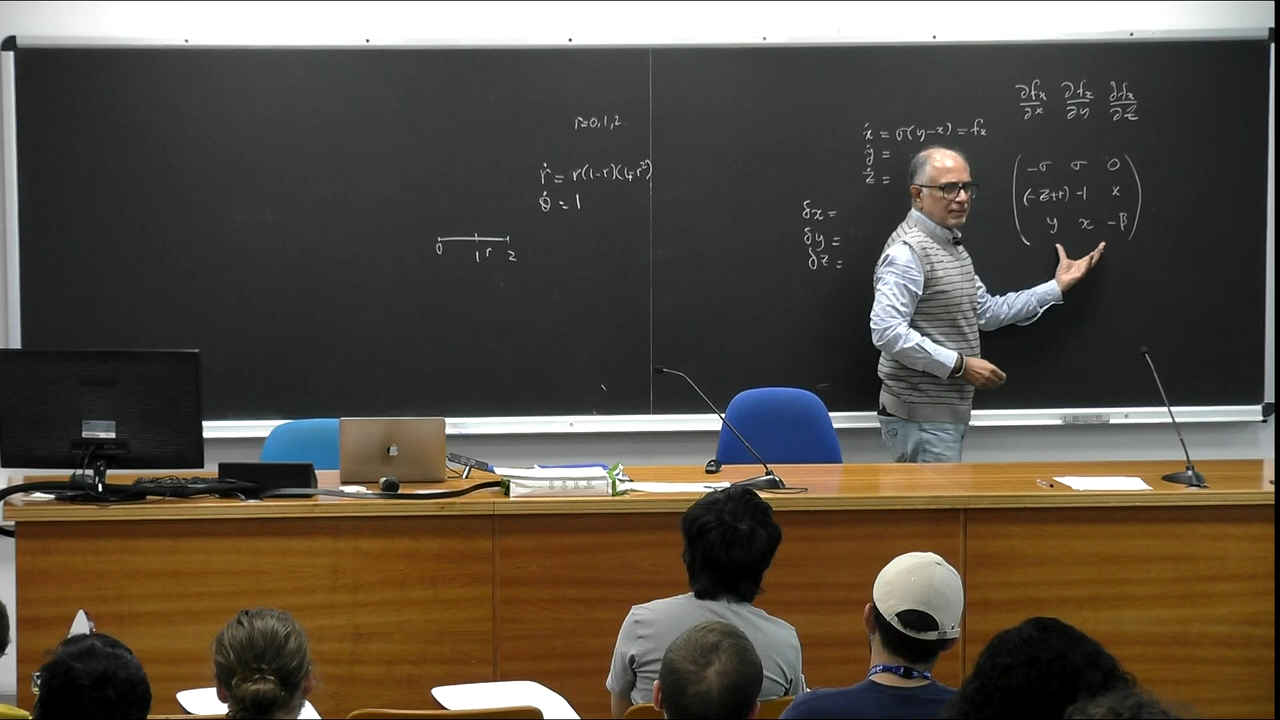 r=0,1,2.
ṙ = r(1-r)(4-r²)
θ̇ = 1
0 1 r 2
ẋ = σ(y-x) = fₓ
ẏ =
ż =
δx =
δy =
δz =
∂fₓ/∂x ∂fₓ/∂y ∂fₓ/∂z
-σ σ 0
(-z+r) -1 x
y x -β